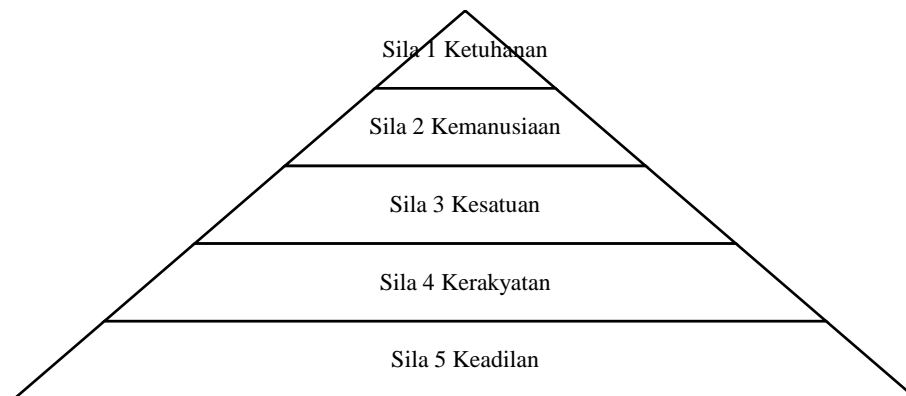 Sila 1 Ketuhanan
Sila 2 Kemanusiaan
Sila 3 Kesatuan
Sila 4 Kerakyatan
Sila 5 Keadilan